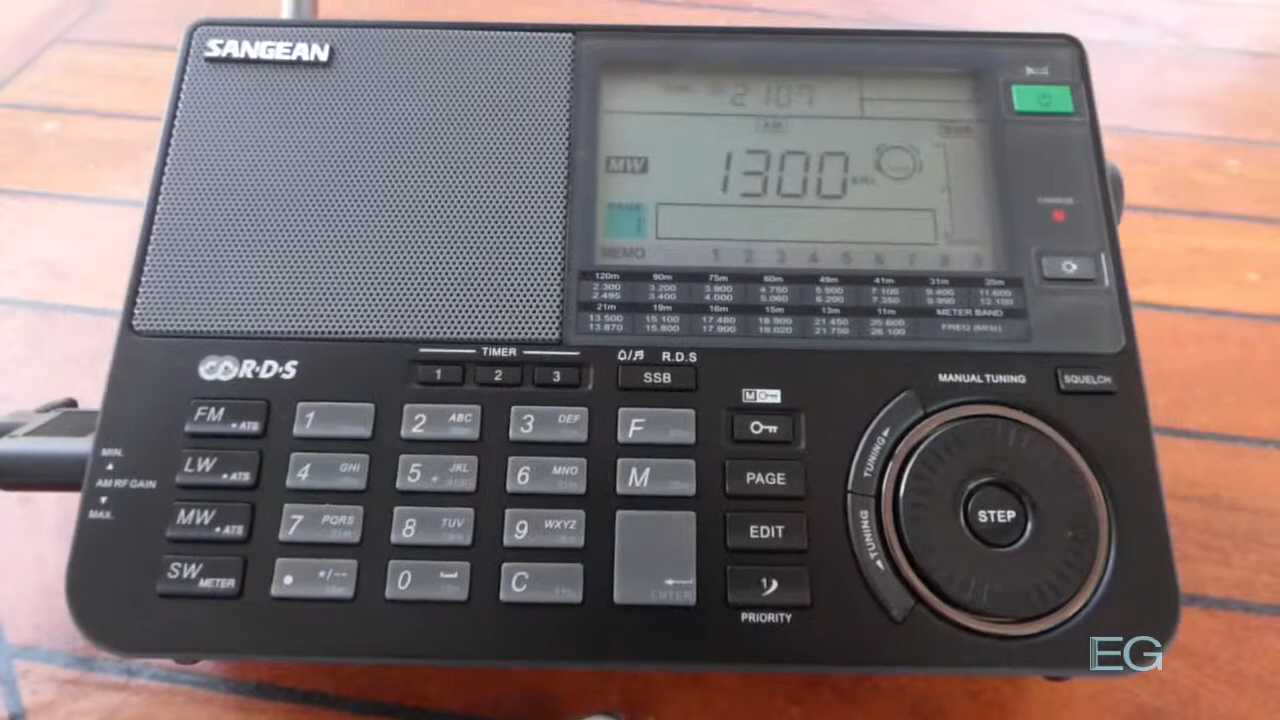 SANGEAN
2107
AM
MW
1300
PAGE
1
MEMO 1 2 3 4 5 6 7 8 9
120m 90m 75m 60m 49m 41m 31m 25m
2.300 3.200 3.900 4.750 5.900 7.100 9.400 11.600
2.495 3.400 4.000 5.060 6.200 7.350 9.990 12.100
21m 19m 16m 15m 13m 11m METER BAND
13.500 15.100 17.480 18.900 21.450 25.600
13.870 15.800 17.900 19.020 21.750 26.100 FREQ (MHz)
R·D·S
TIMER
1 2 3
R.D.S
SSB
MANUAL TUNING
SQUELCH
M
FM • ATS
1
2 ABC
3 DEF
F
LW • ATS
4 GHI
5 JKL
6 MNO
M
PAGE
MW • ATS
7 PQRS
8 TUV
9 WXYZ
EDIT
SW METER
• */--
0
C
ENTER
PRIORITY
MIN.
AM RF GAIN
MAX.
TUNING
TUNING
STEP
EG